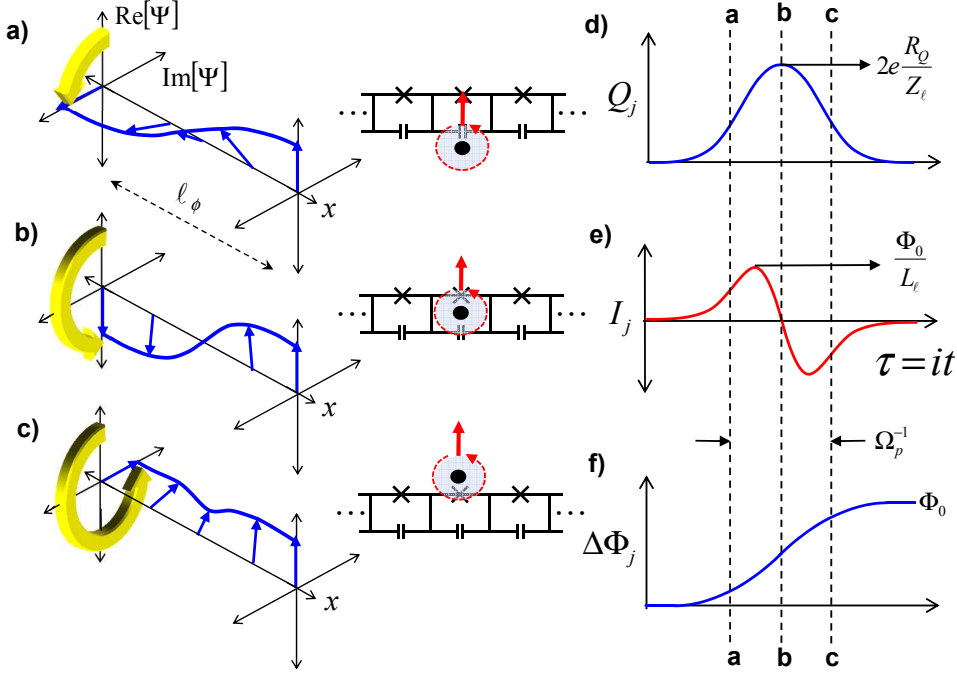 a)
Re[Ψ]
Im[Ψ]
x
ℓ_ϕ
... ...
b)
x
... ...
c)
x
... ...
a b c
d)
Q_j
2e R_Q/Z_ℓ
e)
I_j
Φ_0/L_ℓ
τ = it
Ω_p^{-1}
f)
ΔΦ_j
Φ_0
a b c